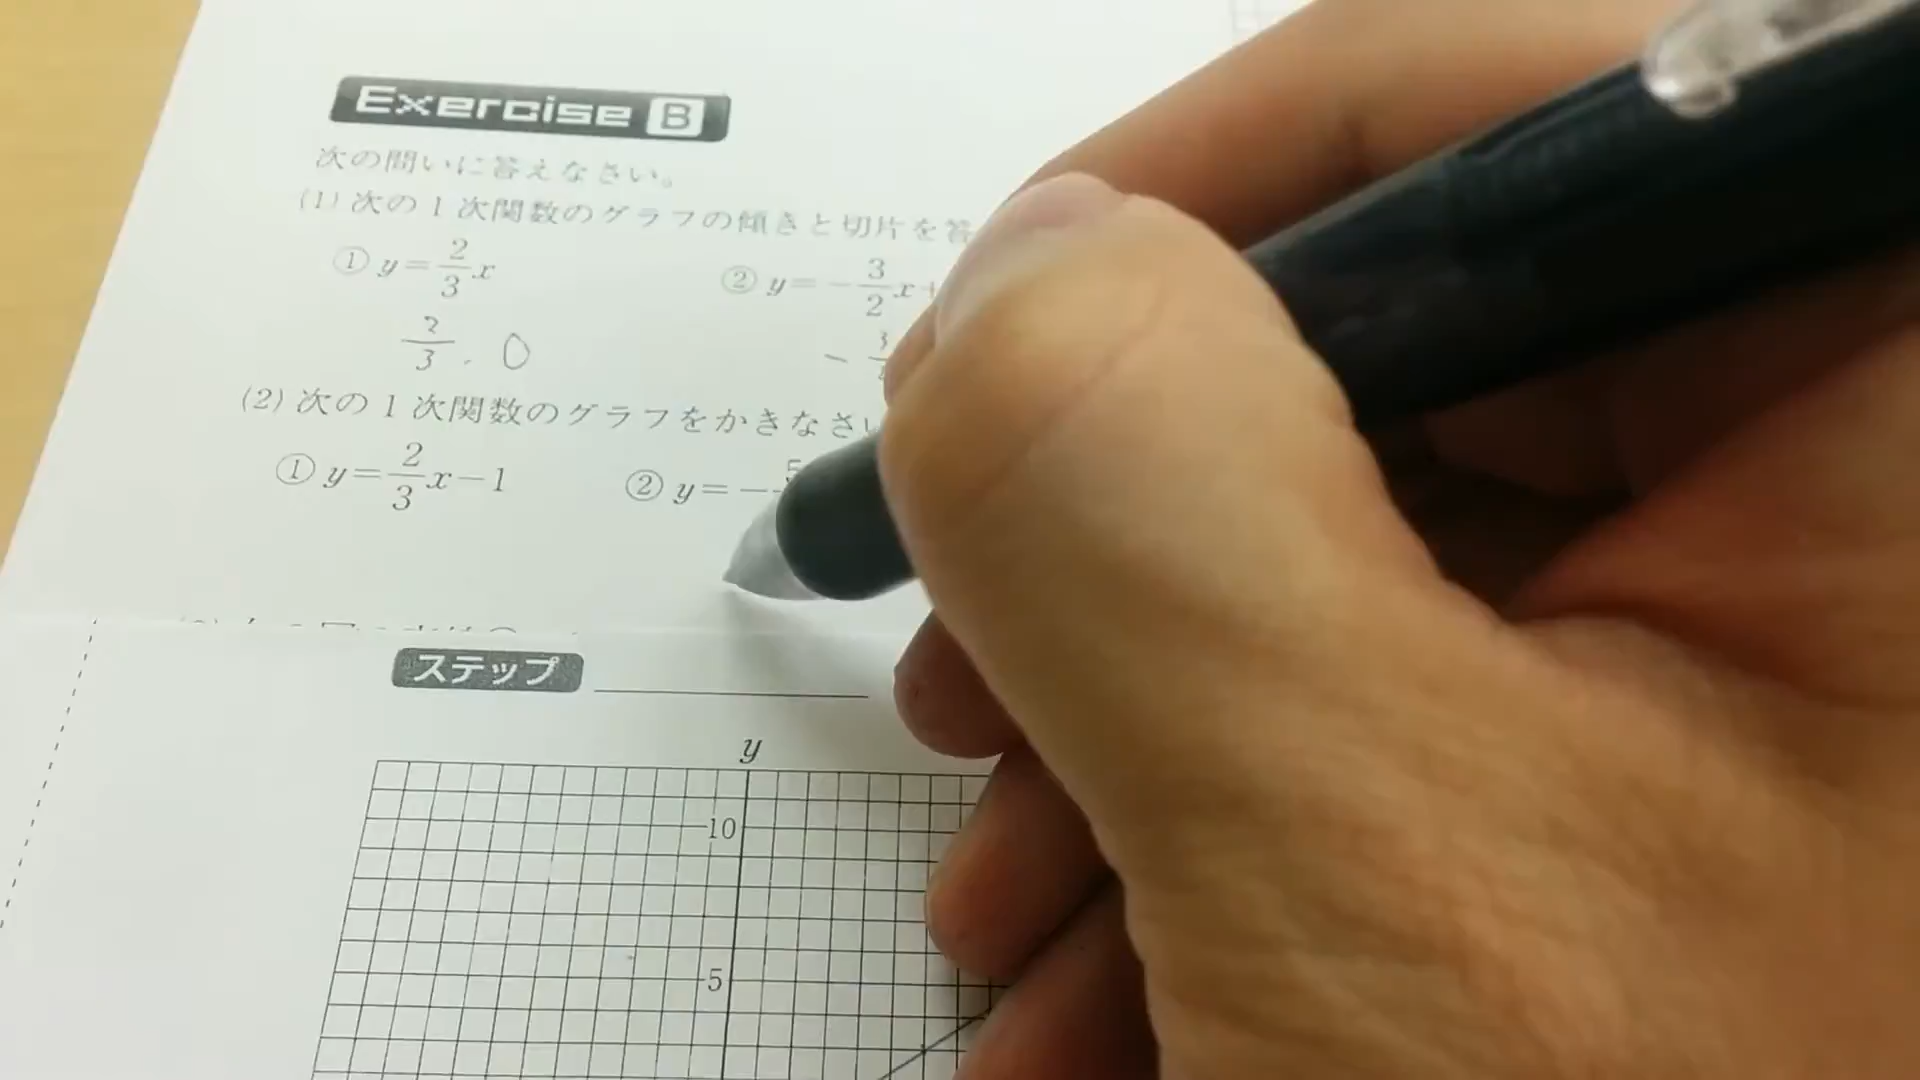 Exercise B
次の問いに答えなさい。
(1) 次の1次関数のグラフの傾きと切片を答
① y=2/3x ② y=-3/2x+
2/3, 0 -
(2) 次の1次関数のグラフをかきなさい
① y=2/3x-1 ② y=-5
ステップ
y
10
5